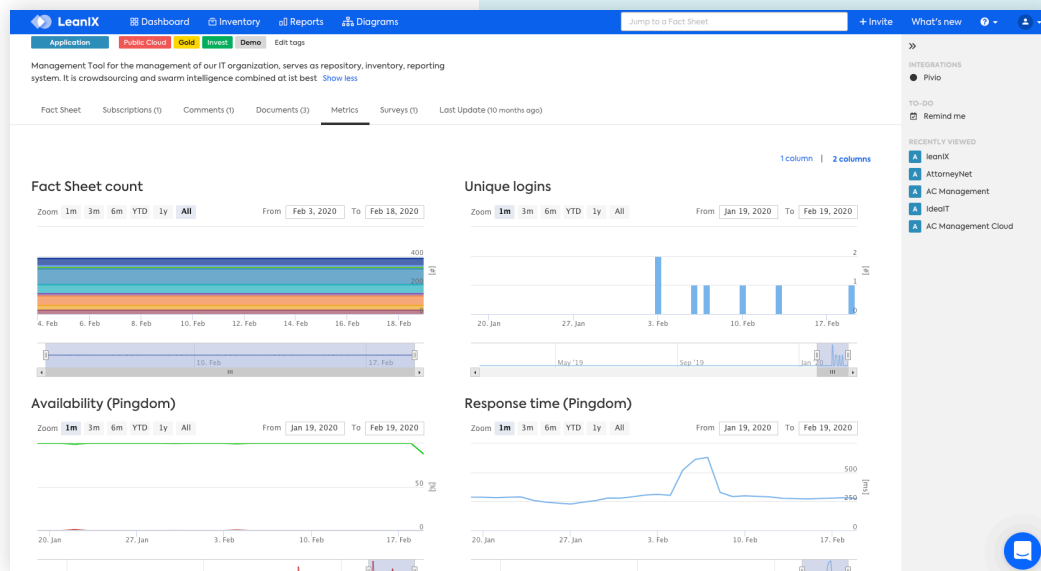 LeanIX Dashboard Inventory Reports Diagrams Jump to a Fact Sheet + Invite What's new
Application Public Cloud Gold Invest Demo Edit tags
Management Tool for the management of our IT organization, serves as repository, inventory, reporting
system. It is crowdsourcing and swarm intelligence combined at ist best Show less
Fact Sheet Subscriptions (1) Comments (1) Documents (3) Metrics Surveys (1) Last Update (10 months ago)
1 column | 2 columns
Fact Sheet count
Zoom 1m 3m 6m YTD 1y All From Feb 3, 2020 To Feb 18, 2020
400
[#]
200
0
4. Feb 6. Feb 8. Feb 10. Feb 12. Feb 14. Feb 16. Feb 18. Feb
10. Feb 17. Feb
Unique logins
Zoom 1m 3m 6m YTD 1y All From Jan 19, 2020 To Feb 19, 2020
2
[#]
1
0
20. Jan 27. Jan 3. Feb 10. Feb 17. Feb
May '19 Sep '19 Jan '20
Availability (Pingdom)
Zoom 1m 3m 6m YTD 1y All From Jan 19, 2020 To Feb 19, 2020
50
[%]
0
20. Jan 27. Jan 3. Feb 10. Feb 17. Feb
Response time (Pingdom)
Zoom 1m 3m 6m YTD 1y All From Jan 19, 2020 To Feb 19, 2020
500
[ms]
250
0
20. Jan 27. Jan 3. Feb 10. Feb 17. Feb
INTEGRATIONS
Pivio
TO-DO
Remind me
RECENTLY VIEWED
A leanIX
A AttorneyNet
A AC Management
A IdeaIT
A AC Management Cloud